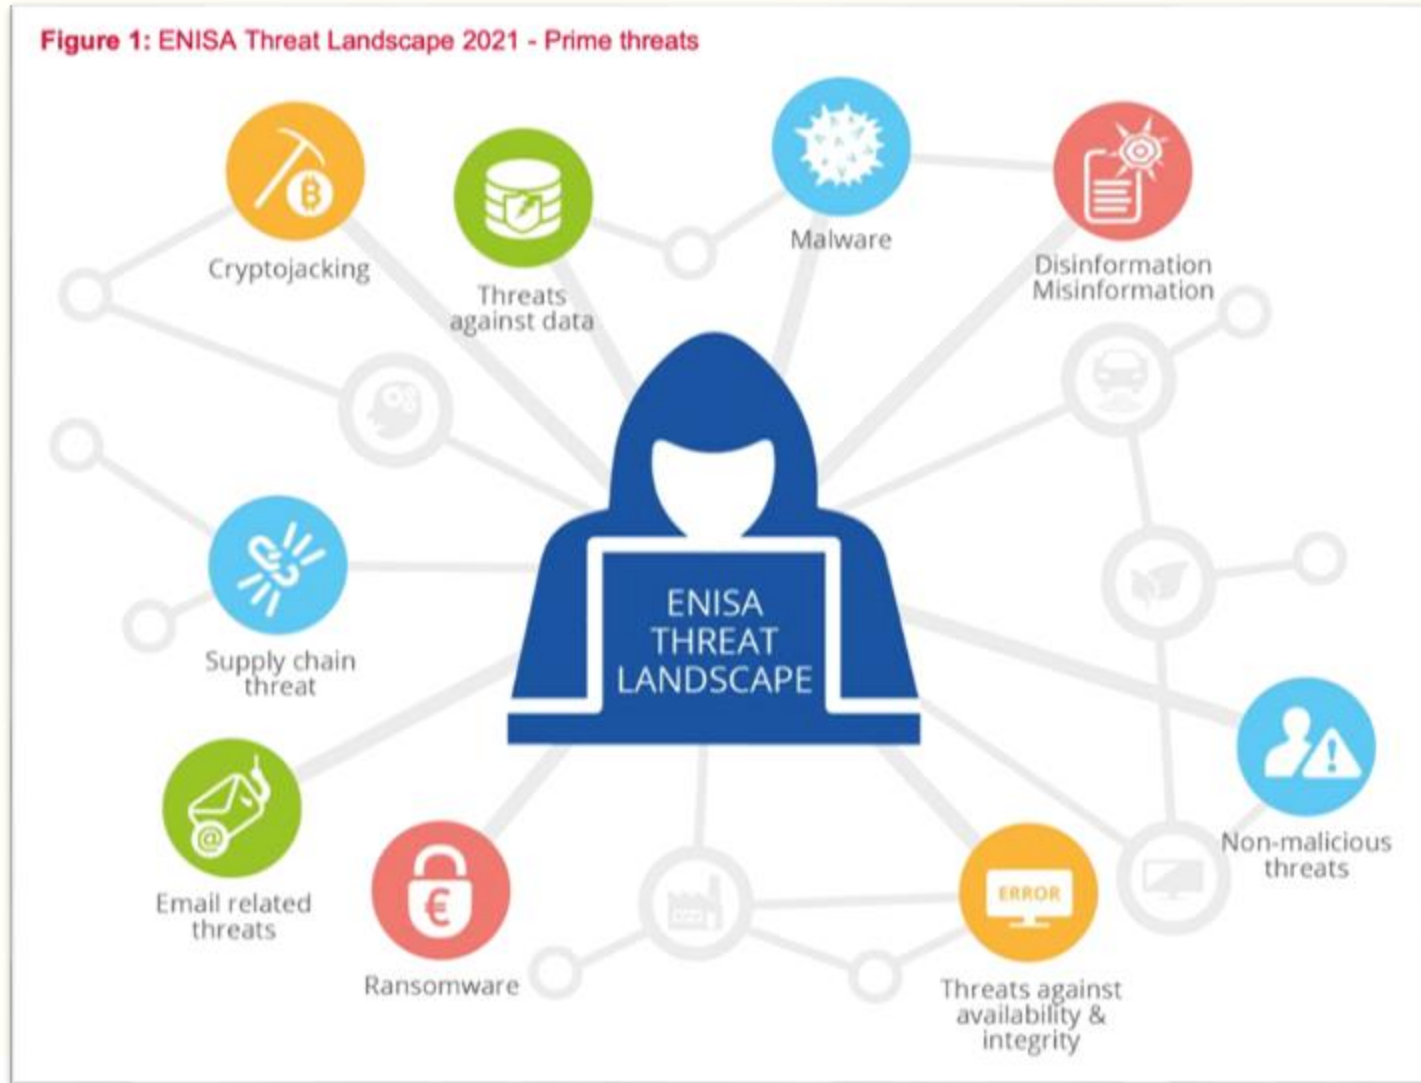 Figure 1: ENISA Threat Landscape 2021 - Prime threats
Cryptojacking
Threats
against data
Malware
Disinformation
Misinformation
ENISA
THREAT
LANDSCAPE
Supply chain
threat
Email related
threats
@
€
Ransomware
ERROR
Threats against
availability &
integrity
Non-malicious
threats